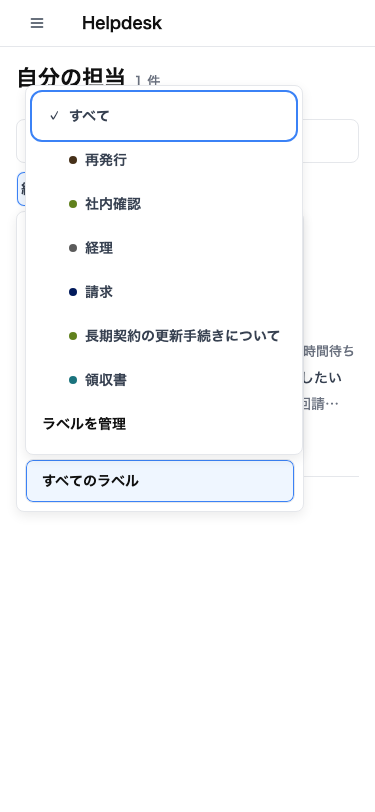 Helpdesk
自分の担当 1 件
✓ すべて
再発行
社内確認
経理
請求
長期契約の更新手続きについて
時間待ち
したい
領収書
回請…
ラベルを管理
すべてのラベル